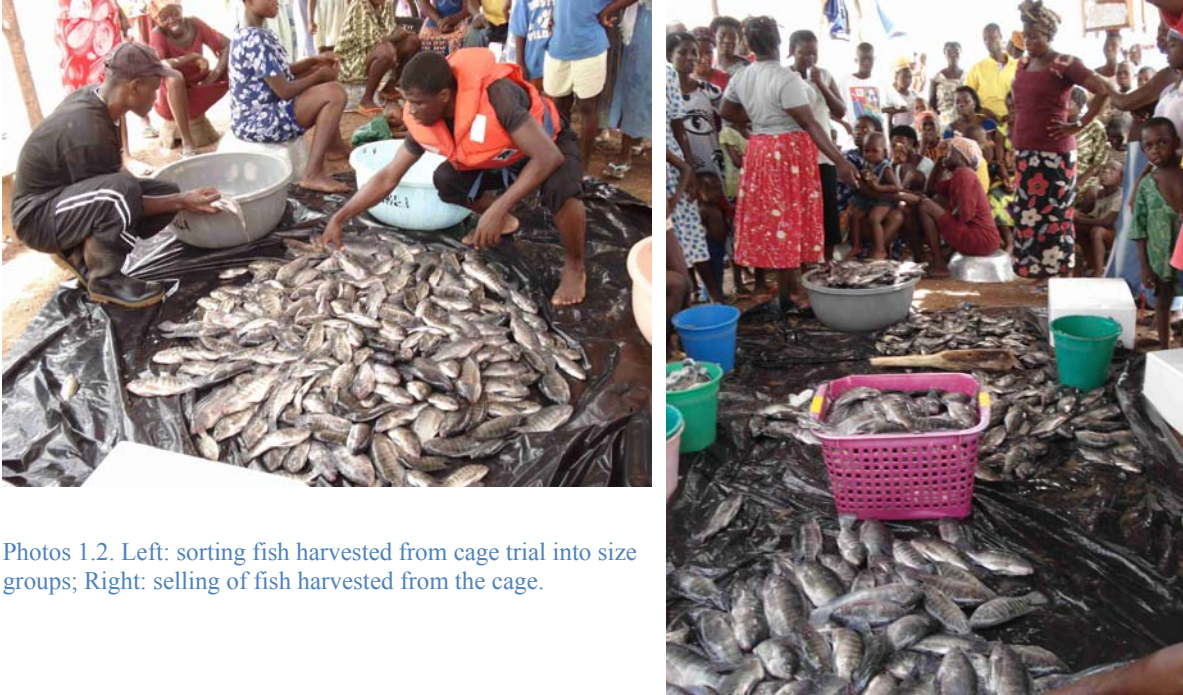 Photos 1.2. Left: sorting fish harvested from cage trial into size
groups; Right: selling of fish harvested from the cage.